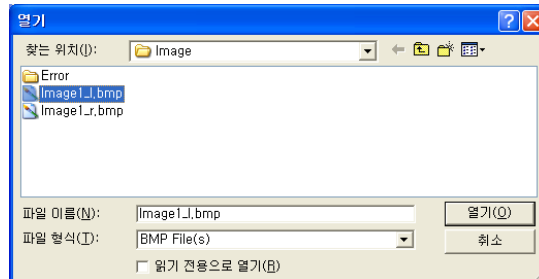 열기
찾는 위치(I): Image
Error
Image1_l.bmp
Image1_r.bmp
파일 이름(N): Image1_l.bmp 열기(O)
파일 형식(T): BMP File(s) 취소
읽기 전용으로 열기(R)